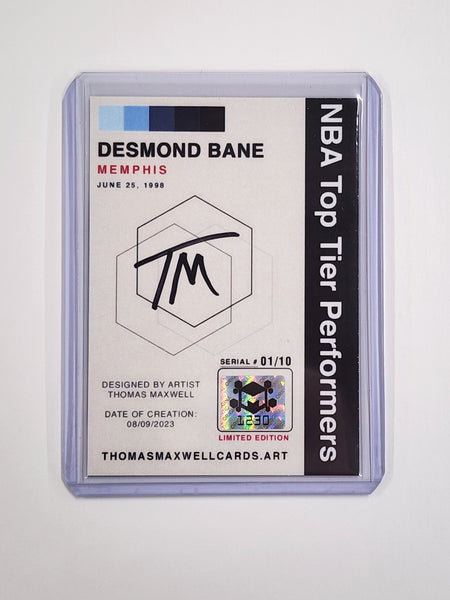 DESMOND BANE
MEMPHIS
JUNE 25, 1998
TM
SERIAL # 01/10
1230
LIMITED EDITION
DESIGNED BY ARTIST
THOMAS MAXWELL
DATE OF CREATION:
08/09/2023
THOMASMAXWELLCARDS.ART
NBA Top Tier Performers